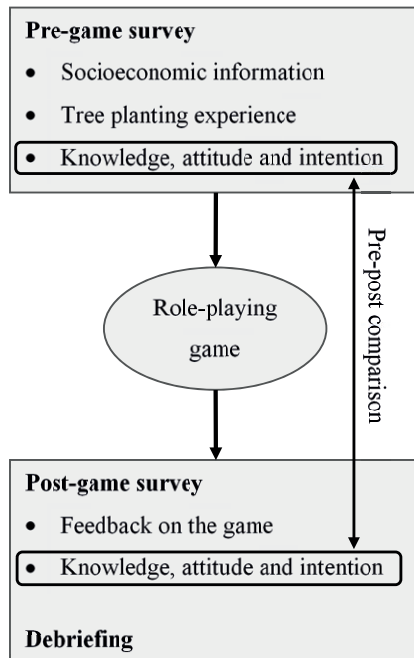 Pre-game survey
• Socioeconomic information
• Tree planting experience
• Knowledge, attitude and intention
Role-playing
game
Pre-post comparison
Post-game survey
• Feedback on the game
• Knowledge, attitude and intention
Debriefing